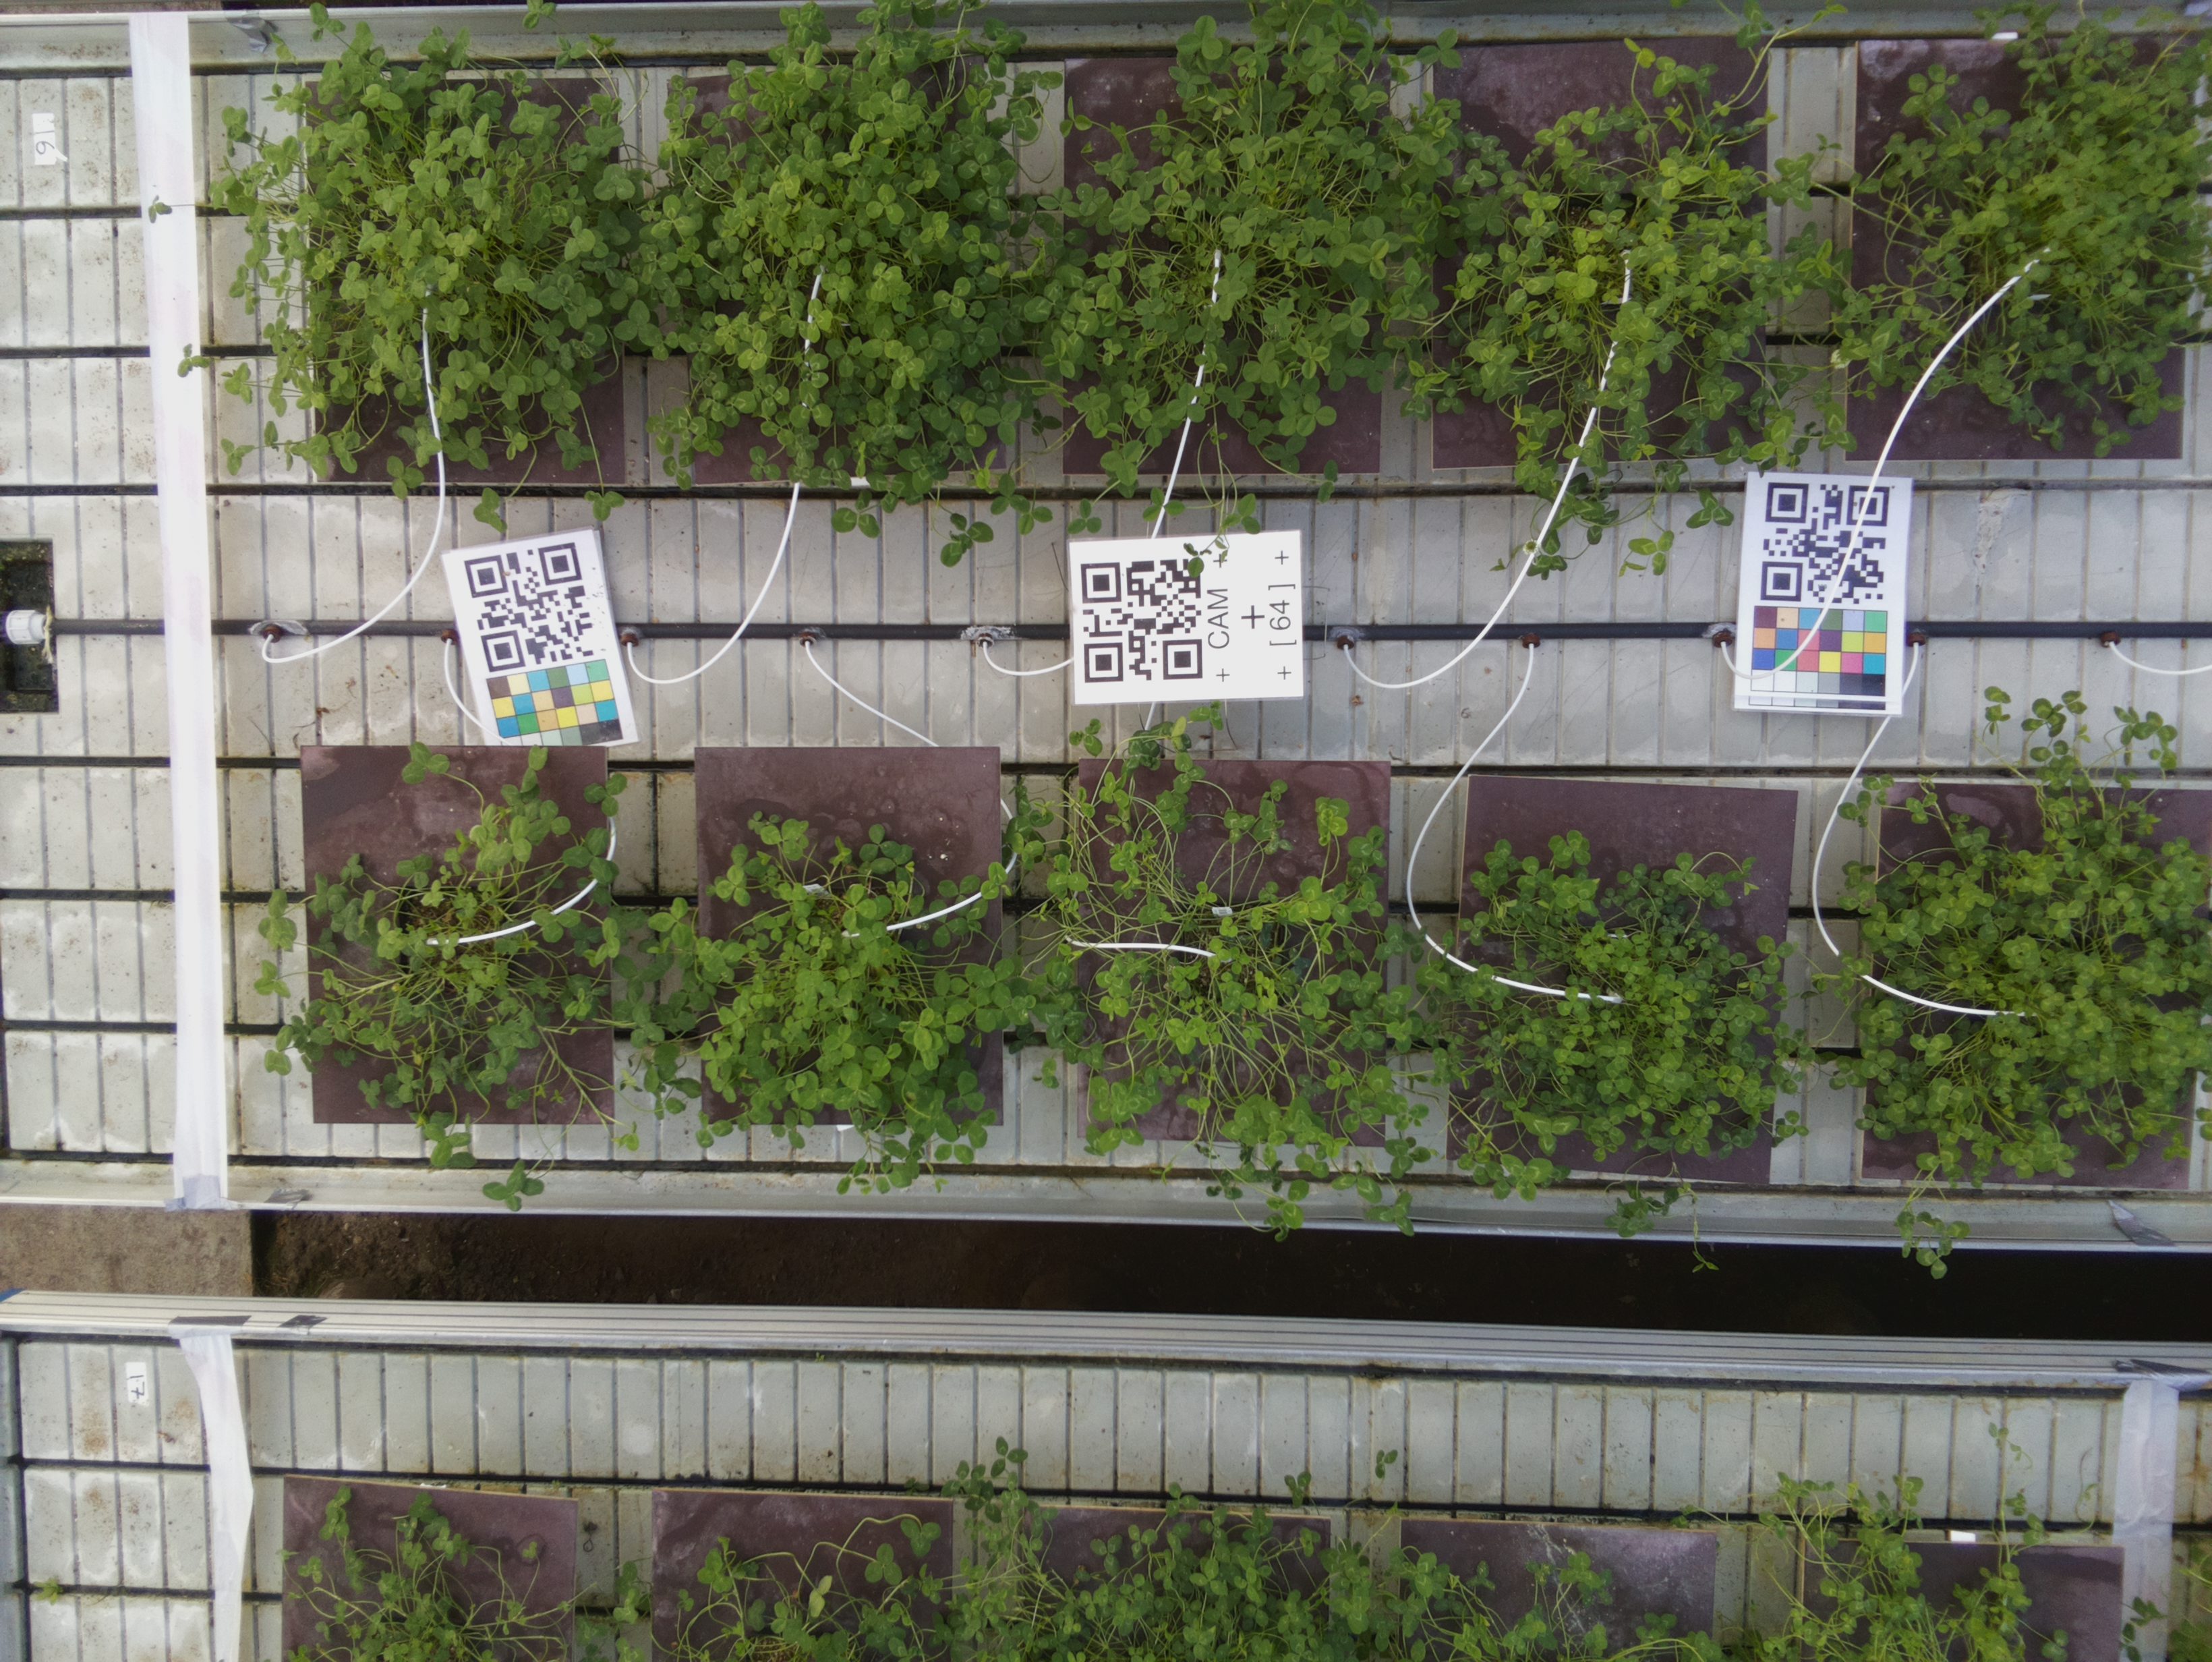 16
+ CAM +
+
+ [ 64 ] +
17